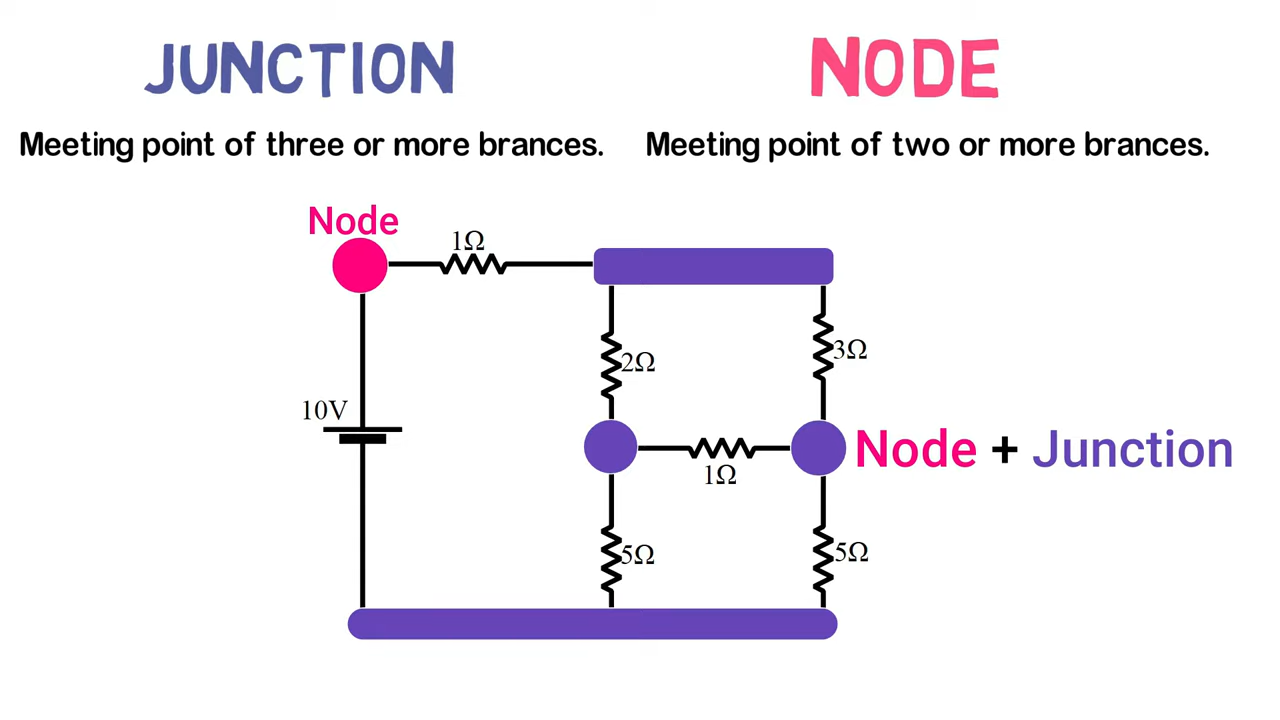 JUNCTION
NODE
Meeting point of three or more brances.
Meeting point of two or more brances.
Node
1Ω
2Ω
3Ω
10V
Node + Junction
1Ω
5Ω
5Ω